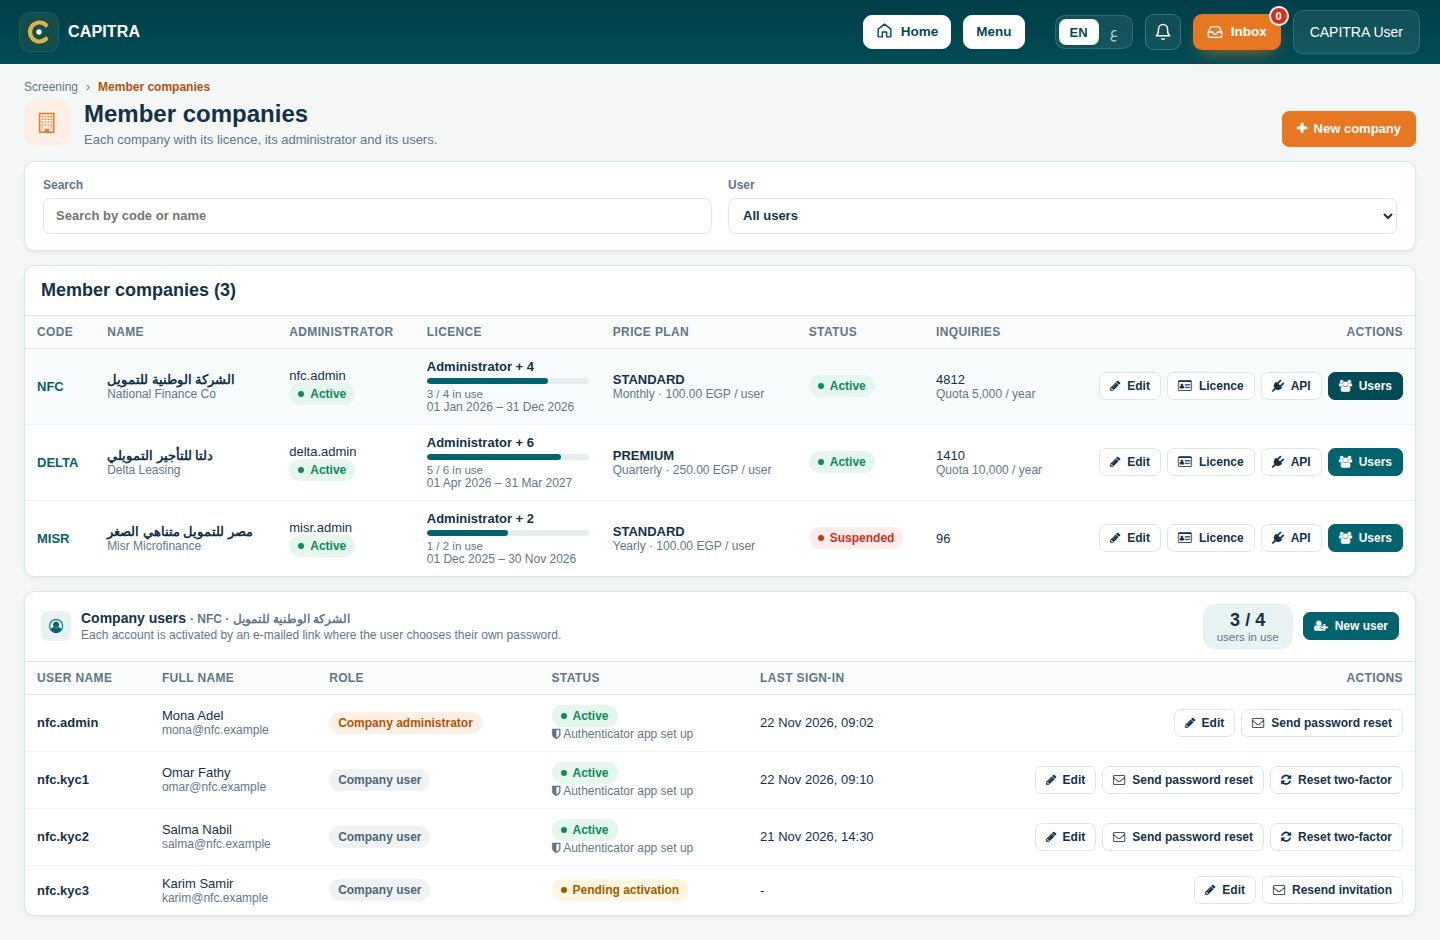 CAPITRA
Home
Menu
EN
ع
Inbox
0
CAPITRA User
Screening › Member companies
Member companies
Each company with its licence, its administrator and its users.
New company
Search
User
Search by code or name
All users
Member companies (3)
CODE NAME ADMINISTRATOR LICENCE PRICE PLAN STATUS INQUIRIES ACTIONS
NFC
الشركة الوطنية للتمويل
National Finance Co
nfc.admin
Active
Administrator + 4
3 / 4 in use
01 Jan 2026 – 31 Dec 2026
STANDARD
Monthly · 100.00 EGP / user
Active
4812
Quota 5,000 / year
Edit Licence API Users
DELTA
دلتا للتأجير التمويلي
Delta Leasing
delta.admin
Active
Administrator + 6
5 / 6 in use
01 Apr 2026 – 31 Mar 2027
PREMIUM
Quarterly · 250.00 EGP / user
Active
1410
Quota 10,000 / year
Edit Licence API Users
MISR
مصر للتمويل متناهي الصغر
Misr Microfinance
misr.admin
Active
Administrator + 2
1 / 2 in use
01 Dec 2025 – 30 Nov 2026
STANDARD
Yearly · 100.00 EGP / user
Suspended
96
Edit Licence API Users
Company users · NFC · الشركة الوطنية للتمويل
Each account is activated by an e-mailed link where the user chooses their own password.
3 / 4
users in use
New user
USER NAME FULL NAME ROLE STATUS LAST SIGN-IN ACTIONS
nfc.admin
Mona Adel
mona@nfc.example
Company administrator
Active
Authenticator app set up
22 Nov 2026, 09:02
Edit Send password reset
nfc.kyc1
Omar Fathy
omar@nfc.example
Company user
Active
Authenticator app set up
22 Nov 2026, 09:10
Edit Send password reset Reset two-factor
nfc.kyc2
Salma Nabil
salma@nfc.example
Company user
Active
Authenticator app set up
21 Nov 2026, 14:30
Edit Send password reset Reset two-factor
nfc.kyc3
Karim Samir
karim@nfc.example
Company user
Pending activation
-
Edit Resend invitation